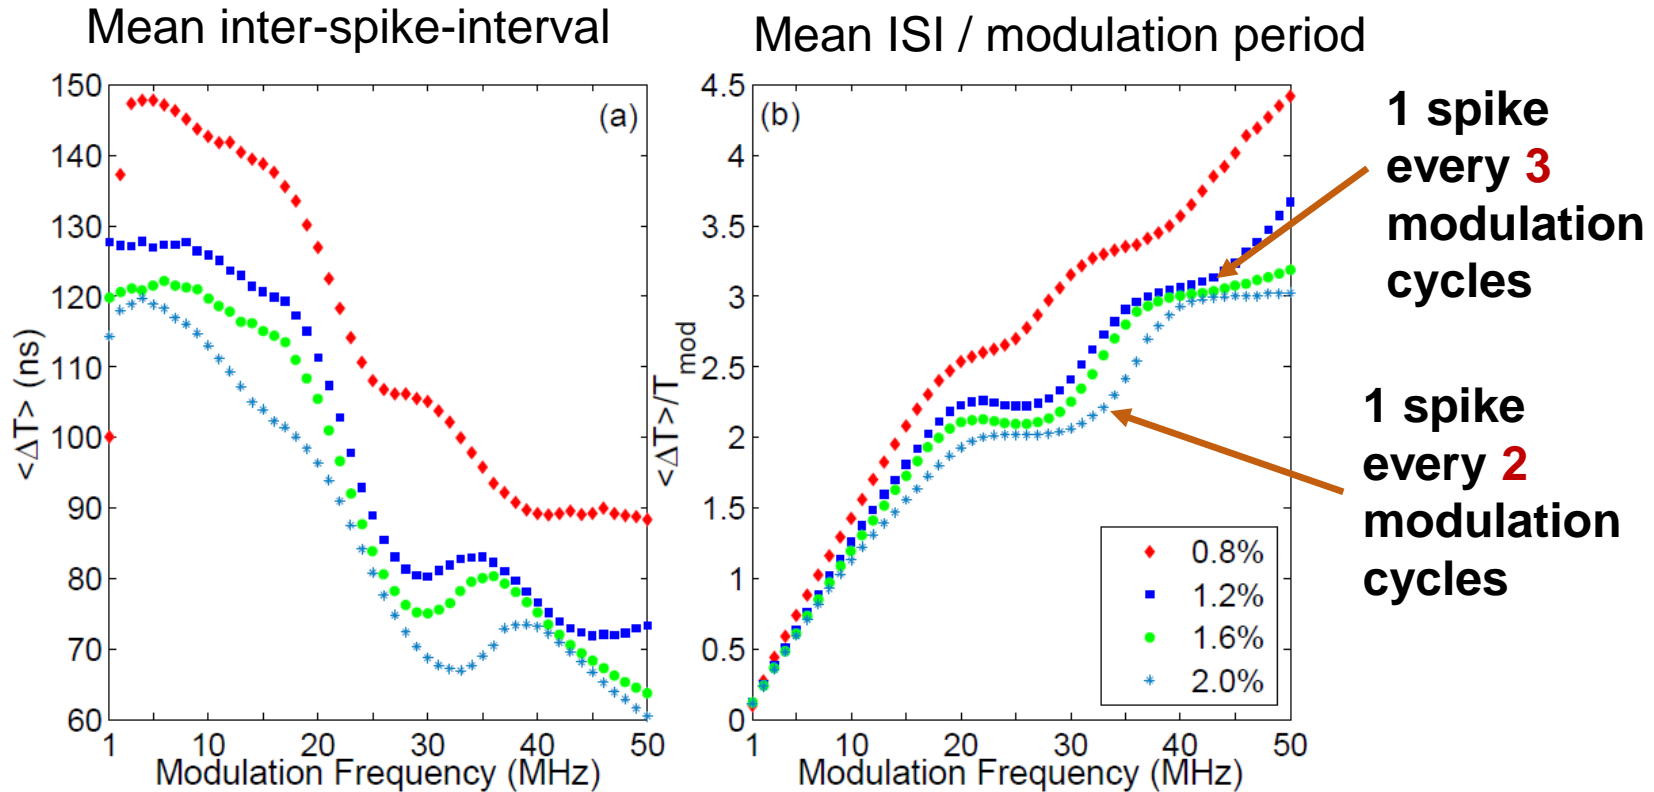 Mean inter-spike-interval
Mean ISI / modulation period
150
140
130
120
110
100
90
80
70
60
<ΔT> (ns)
(a)
1
10
20
30
40
50
Modulation Frequency (MHz)
4.5
4
3.5
3
2.5
2
1.5
1
0.5
0
<ΔT>/Tmod
(b)
0.8%
1.2%
1.6%
2.0%
1
10
20
30
40
50
Modulation Frequency (MHz)
1 spike
every 3
modulation
cycles
1 spike
every 2
modulation
cycles